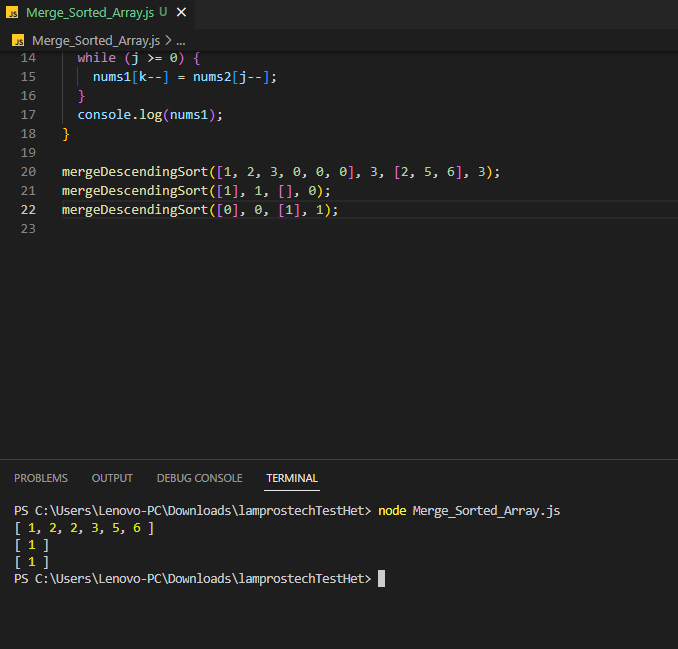 JS Merge_Sorted_Array.js U ✕
JS Merge_Sorted_Array.js > ...
14 while (j >= 0) {
15 nums1[k--] = nums2[j--];
16 }
17 console.log(nums1);
18 }
19
20 mergeDescendingSort([1, 2, 3, 0, 0, 0], 3, [2, 5, 6], 3);
21 mergeDescendingSort([1], 1, [], 0);
22 mergeDescendingSort([0], 0, [1], 1);
23
PROBLEMS OUTPUT DEBUG CONSOLE TERMINAL
PS C:\Users\Lenovo-PC\Downloads\lamprostechTestHet> node Merge_Sorted_Array.js
[ 1, 2, 2, 3, 5, 6 ]
[ 1 ]
[ 1 ]
PS C:\Users\Lenovo-PC\Downloads\lamprostechTestHet>